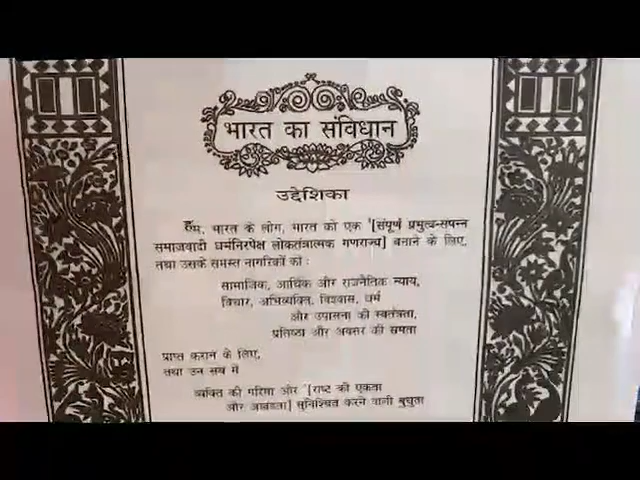 भारत का संविधान
उद्देशिका
हम, भारत के लोग, भारत को एक ¹[संपूर्ण प्रभुत्व-संपन्न
समाजवादी धर्मनिरपेक्ष लोकतंत्रात्मक गणराज्य] बनाने के लिए,
तथा उसके समस्त नागरिकों को :
सामाजिक, आर्थिक और राजनैतिक न्याय,
विचार, अभिव्यक्ति, विश्वास, धर्म
और उपासना की स्वतंत्रता,
प्रतिष्ठा और अवसर की समता
प्राप्त कराने के लिए,
तथा उन सब में
व्यक्ति की गरिमा और ²[राष्ट्र की एकता
और अखंडता] सुनिश्चित करने वाली बंधुता